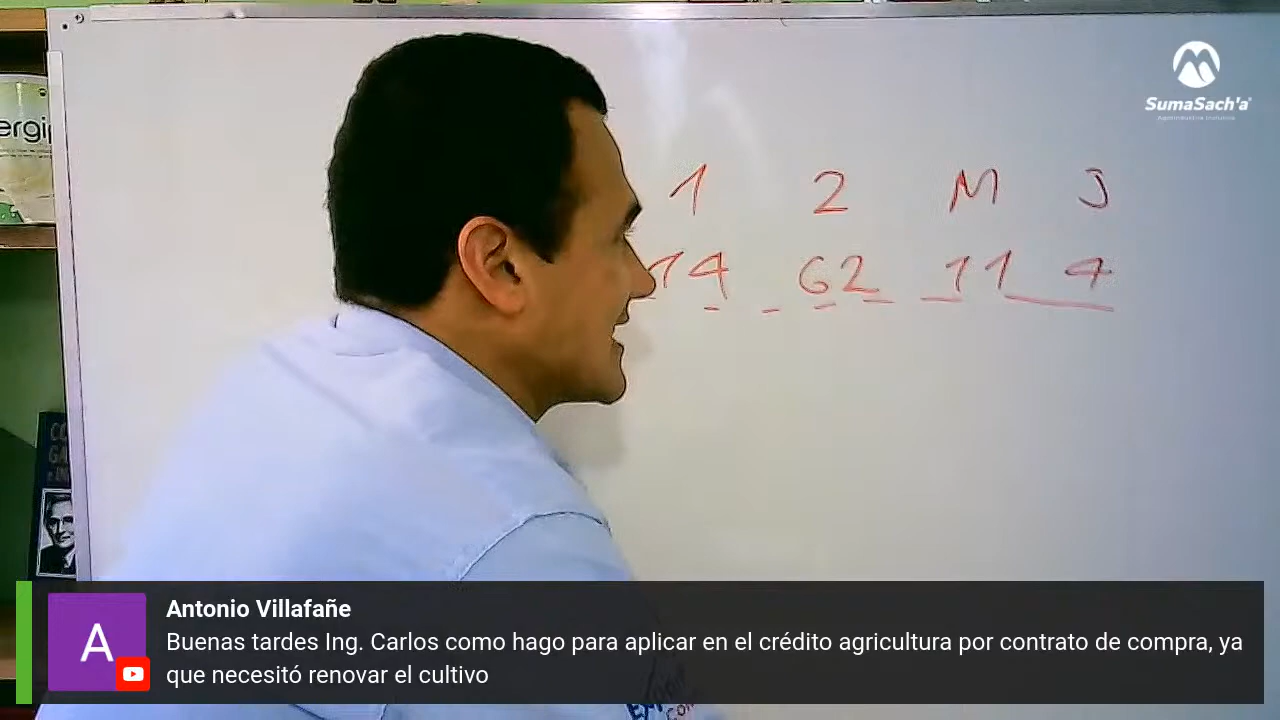 ergi
SumaSach'a
1 2 M J
14 62 11 4
Antonio Villafañe
Buenas tardes Ing. Carlos como hago para aplicar en el crédito agricultura por contrato de compra, ya
que necesitó renovar el cultivo
A